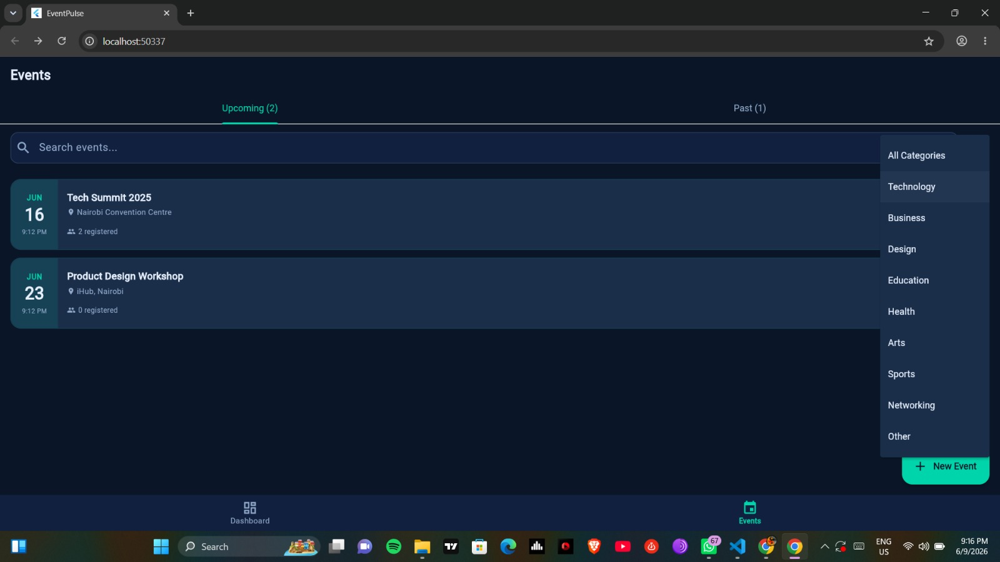 EventPulse
localhost:50337
Events
Upcoming (2)
Past (1)
Search events...
All Categories
Technology
Business
Design
Education
Health
Arts
Sports
Networking
Other
JUN
16
9:12 PM
Tech Summit 2025
Nairobi Convention Centre
2 registered
JUN
23
9:12 PM
Product Design Workshop
iHub, Nairobi
0 registered
New Event
Dashboard
Events
Search
67
ENG
US
9:16 PM
6/9/2026